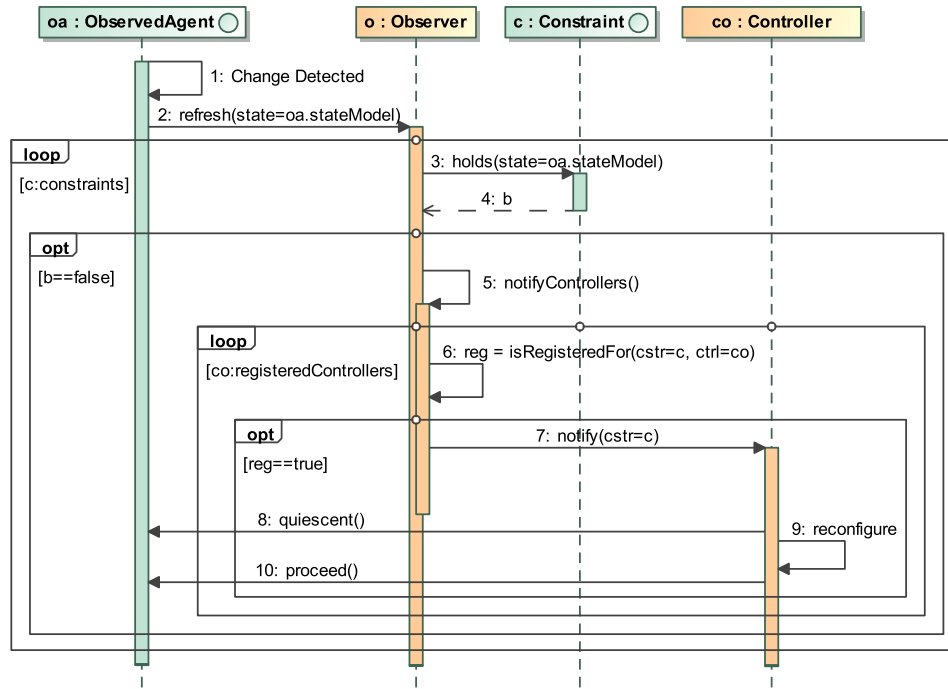 oa : ObservedAgent
o : Observer
c : Constraint
co : Controller
1: Change Detected
2: refresh(state=oa.stateModel)
loop
[c:constraints]
3: holds(state=oa.stateModel)
4: b
opt
[b==false]
5: notifyControllers()
loop
[co:registeredControllers]
6: reg = isRegisteredFor(cstr=c, ctrl=co)
opt
[reg==true]
7: notify(cstr=c)
8: quiescent()
9: reconfigure
10: proceed()